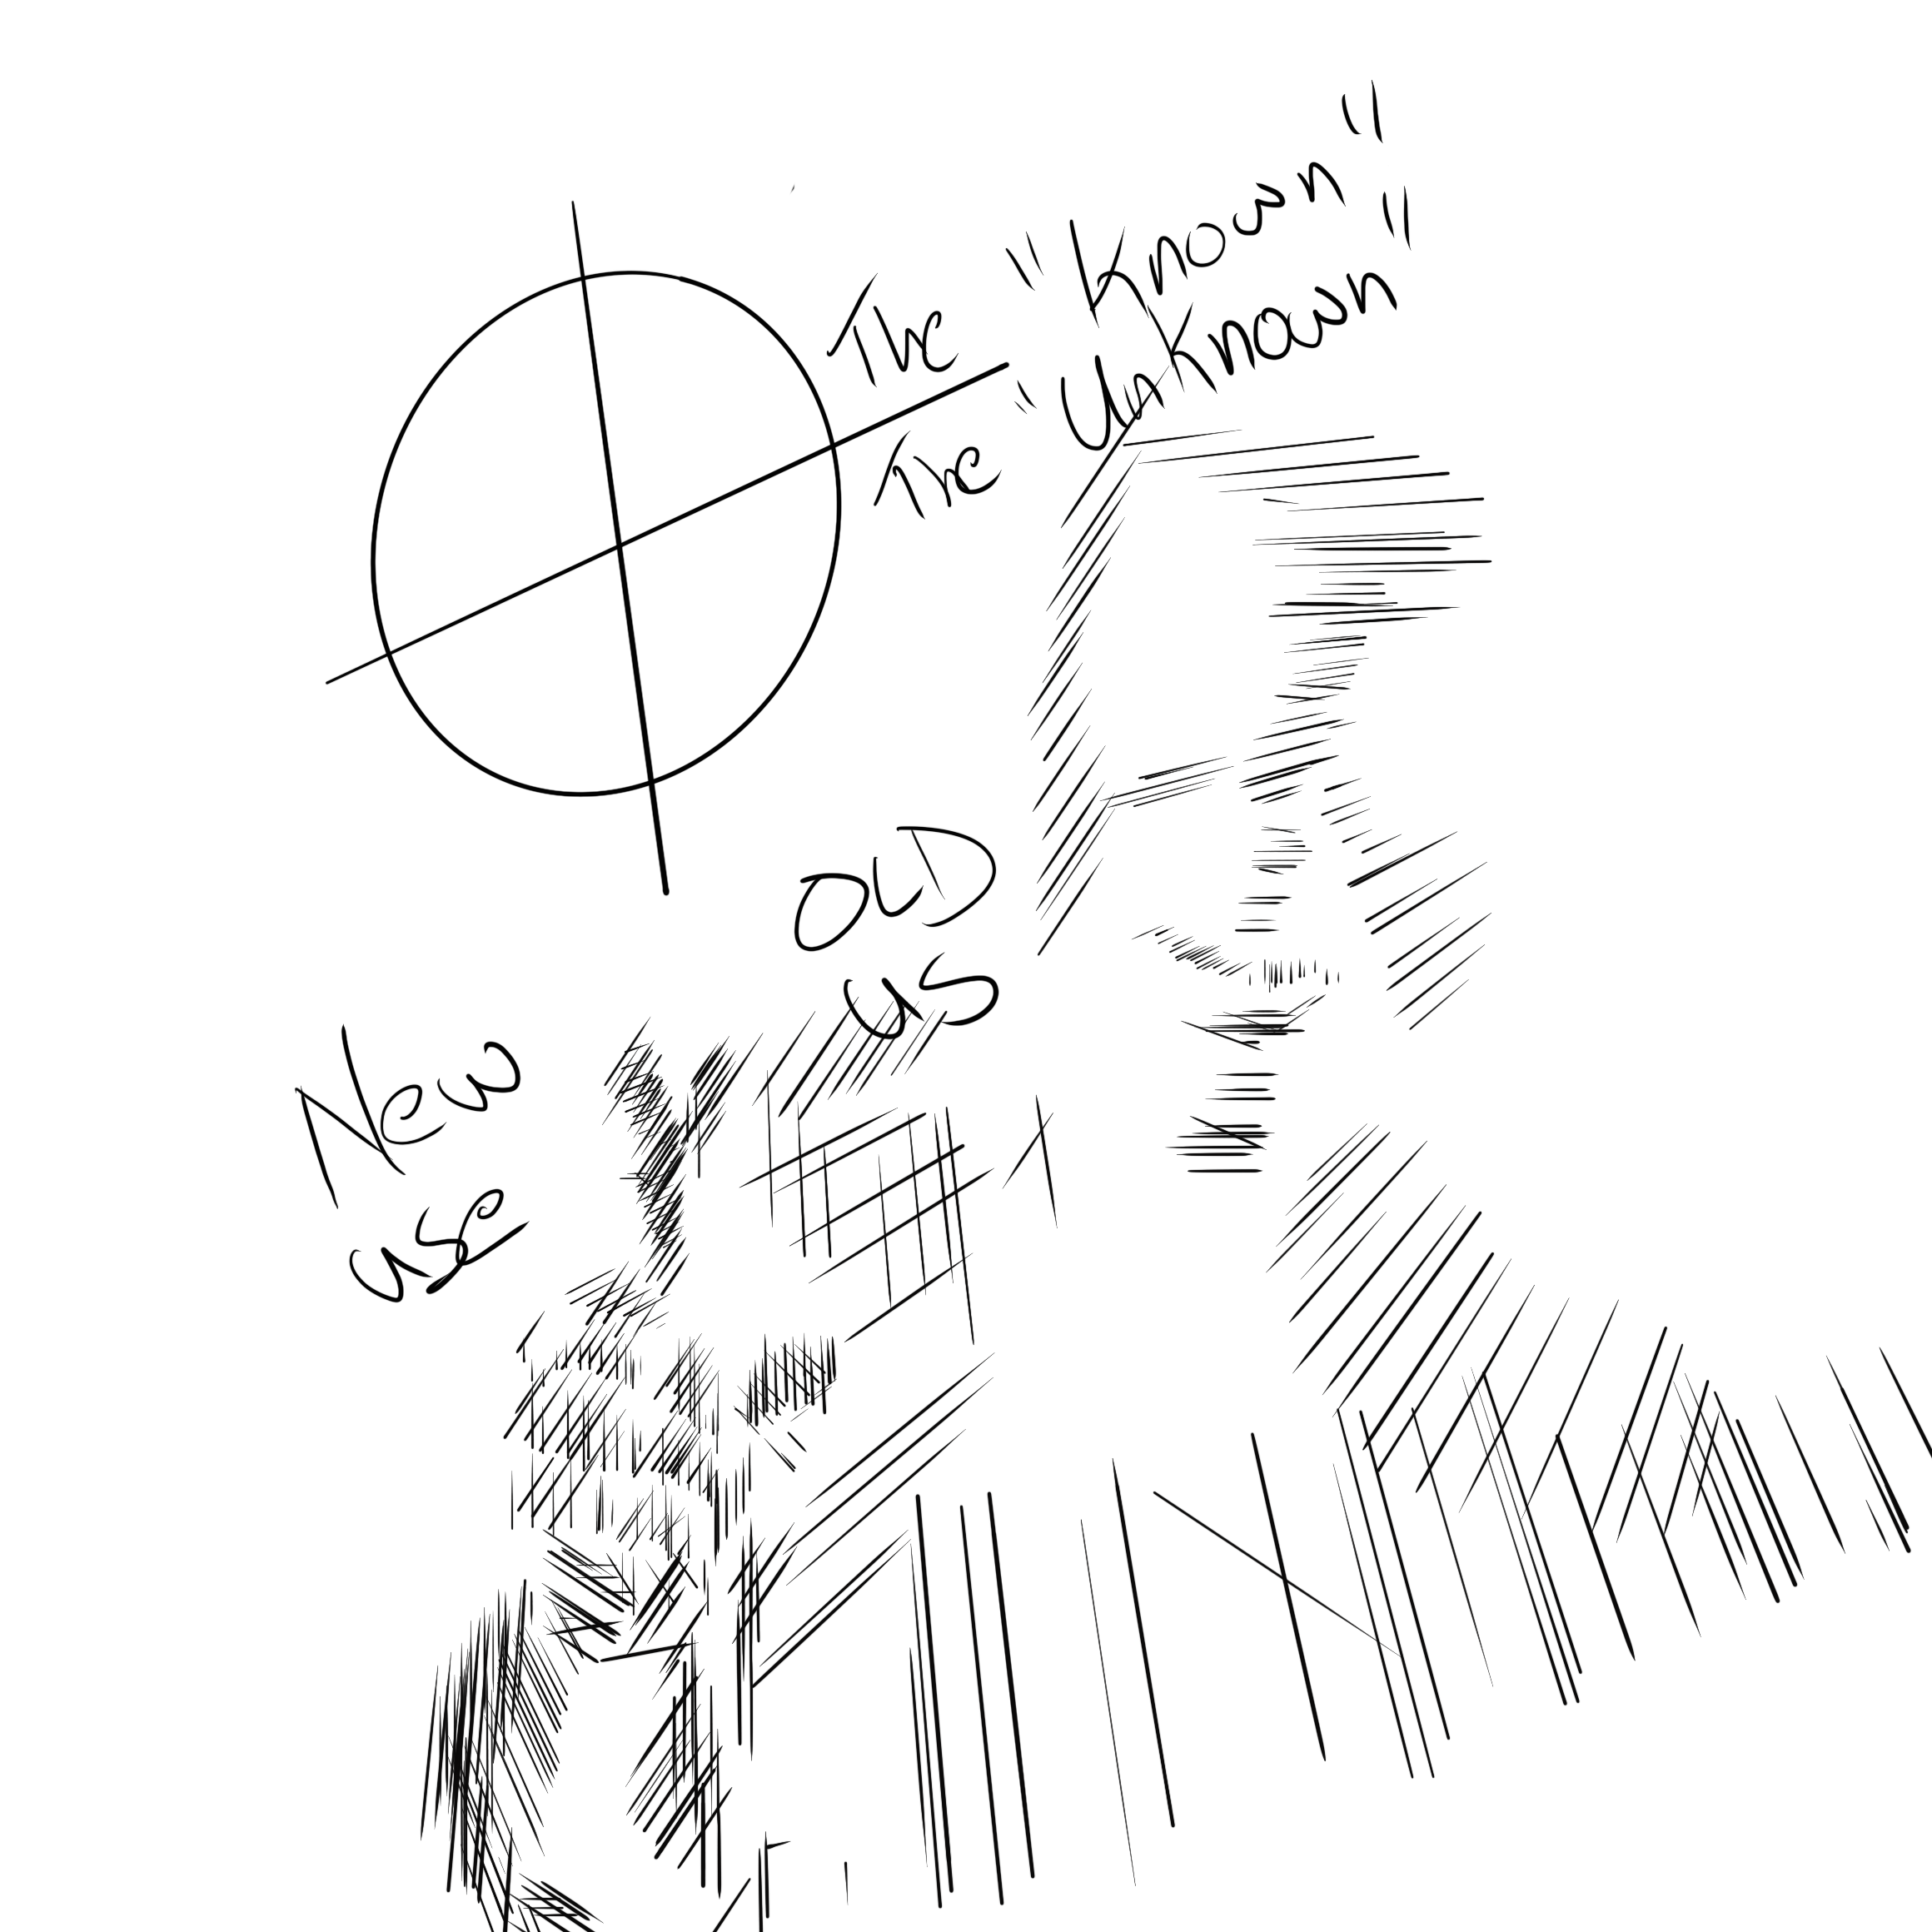 The "Known"
The "Unknown"
OLD
US
New
USe